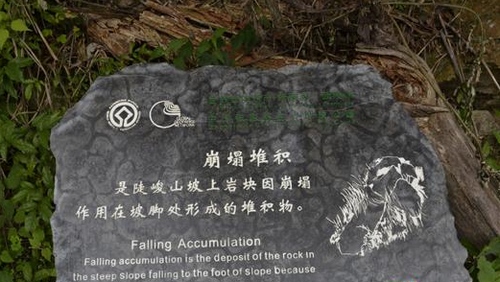 崩塌堆积
是陡峻山坡上岩块因崩塌
作用在坡脚处形成的堆积物。
Falling Accumulation
Falling accumulation is the deposit of the rock in
the steep slope falling to the foot of slope because